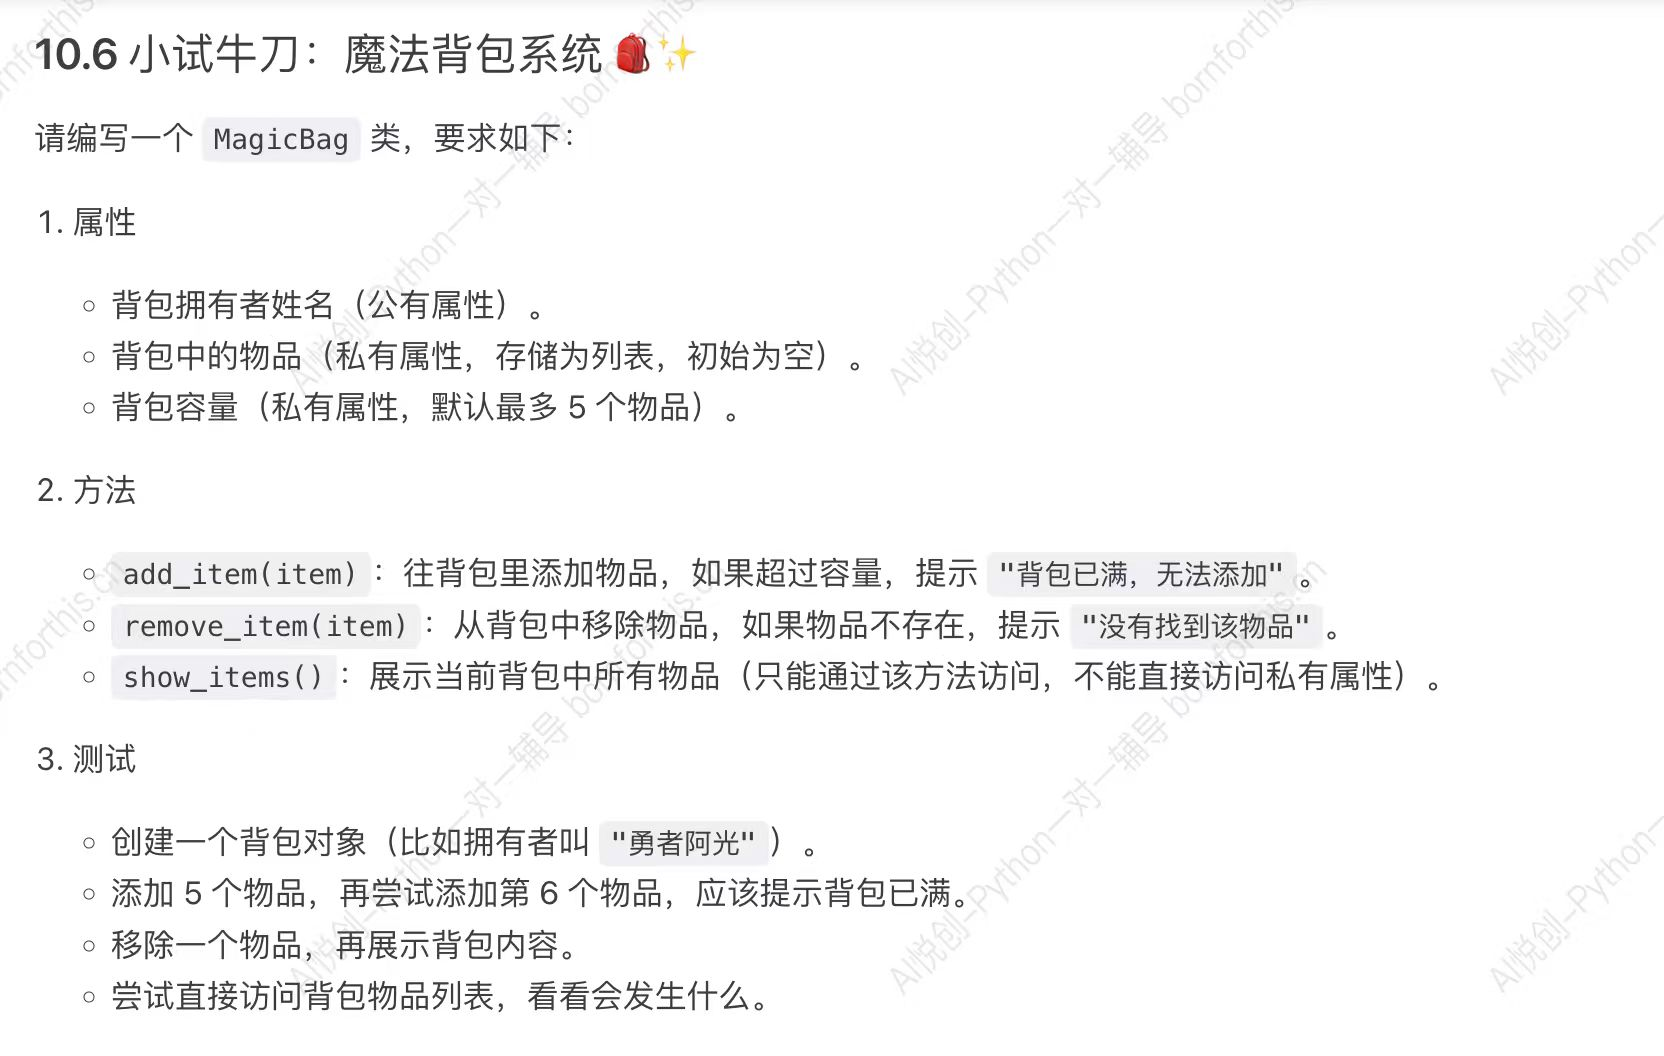 10.6 小试牛刀：魔法背包系统🎒✨
请编写一个 MagicBag 类，要求如下：
1. 属性
背包拥有者姓名（公有属性）。
背包中的物品（私有属性，存储为列表，初始为空）。
背包容量（私有属性，默认最多 5 个物品）。
2. 方法
add_item(item)：往背包里添加物品，如果超过容量，提示 "背包已满，无法添加"。
remove_item(item)：从背包中移除物品，如果物品不存在，提示 "没有找到该物品"。
show_items()：展示当前背包中所有物品（只能通过该方法访问，不能直接访问私有属性）。
3. 测试
创建一个背包对象（比如拥有者叫 "勇者阿光"）。
添加 5 个物品，再尝试添加第 6 个物品，应该提示背包已满。
移除一个物品，再展示背包内容。
尝试直接访问背包物品列表，看看会发生什么。
AI悦创-Python一对一辅导 bornforthis.cn